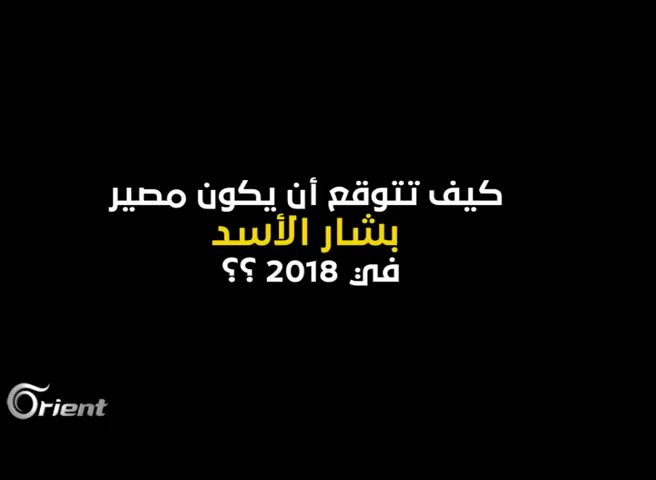 كيف تتوقع أن يكون مصير
بشار الأسد
في 2018 ؟؟
Orient